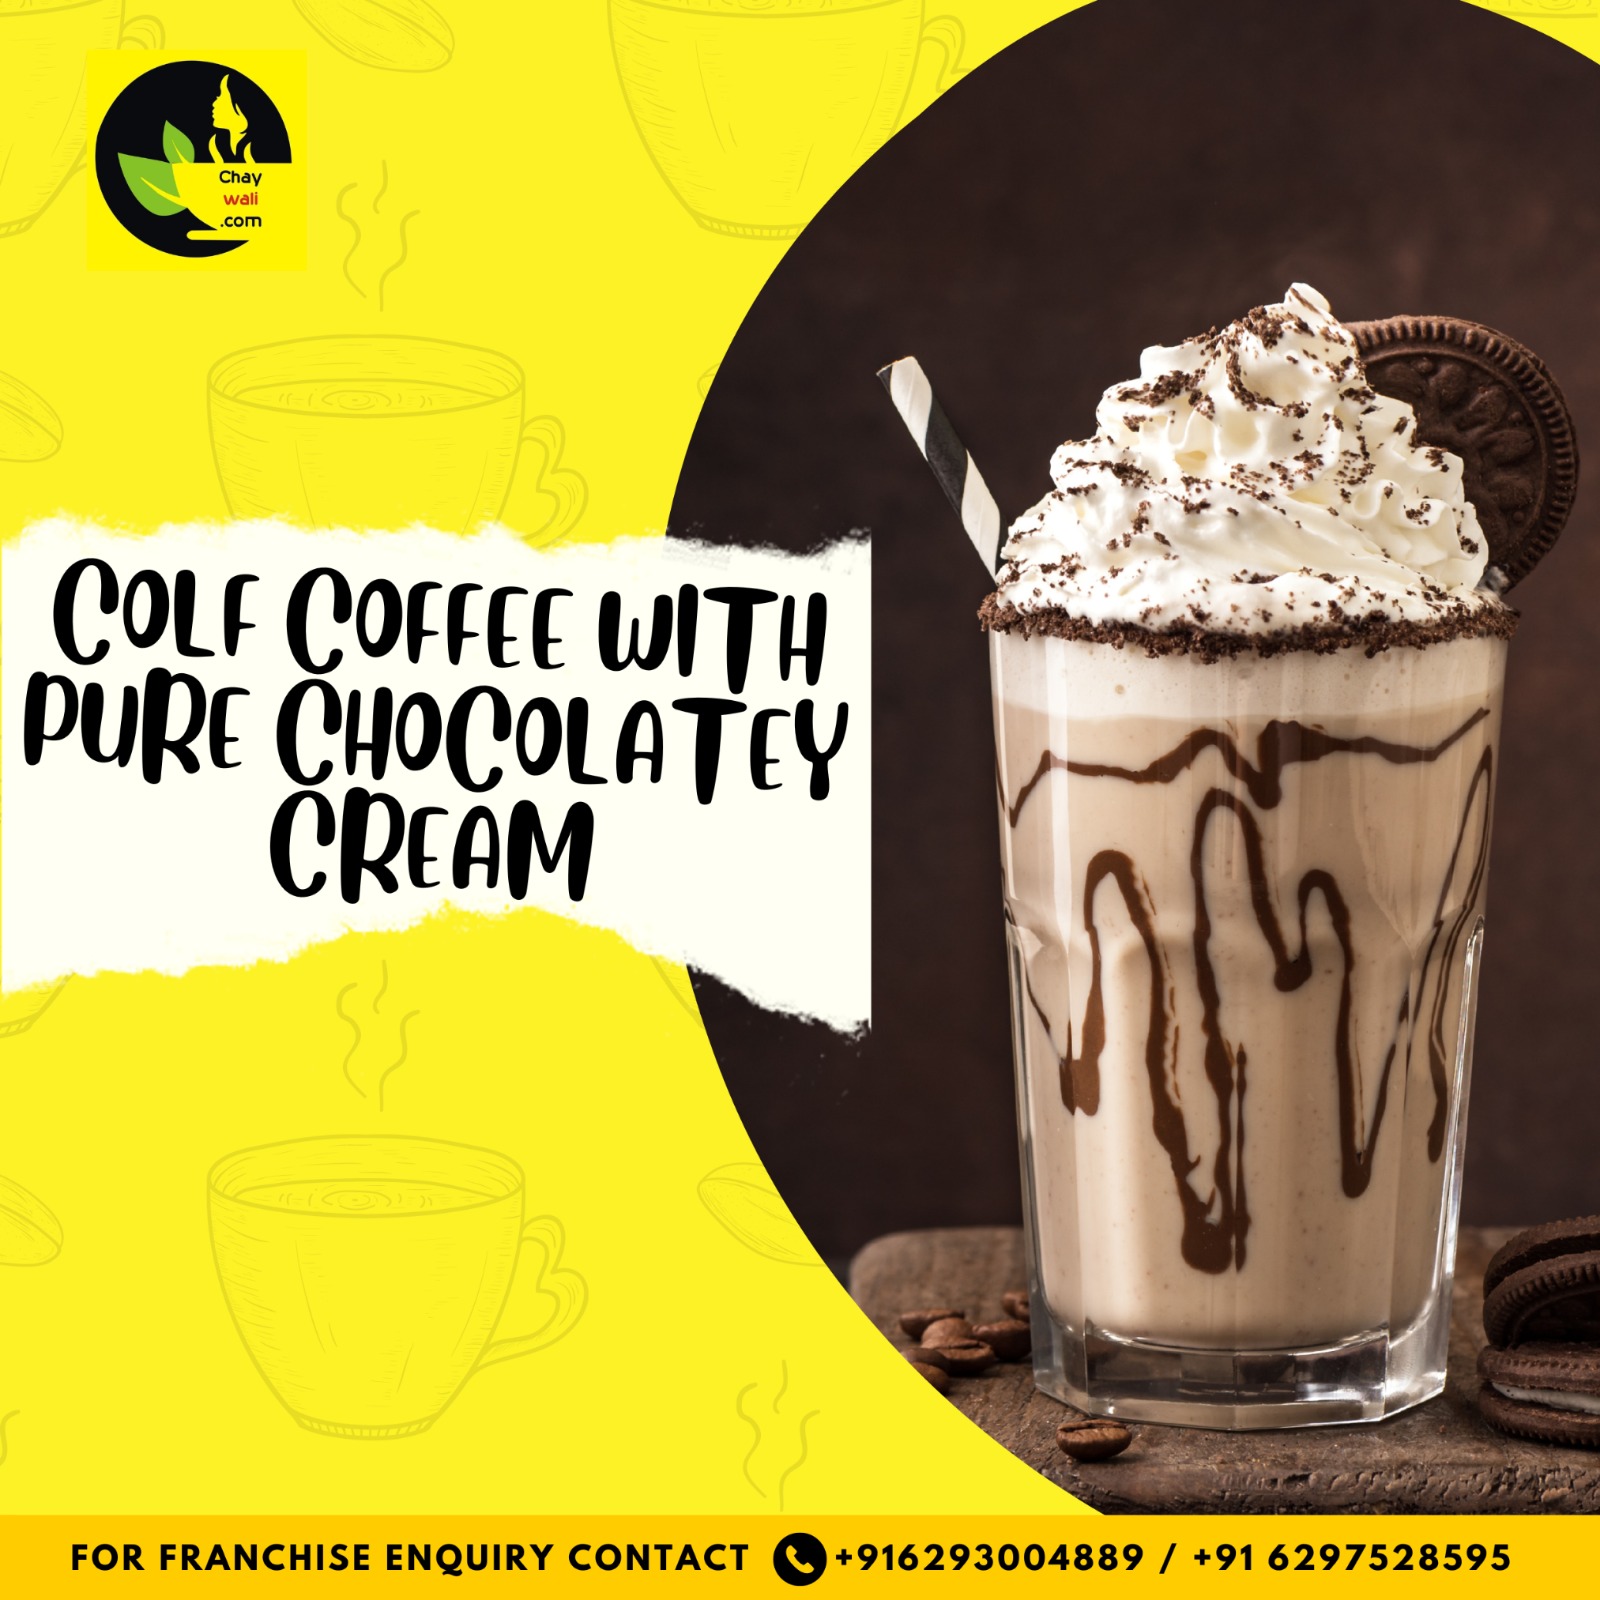 Chay
wali
.com
COLF COFFEE WITH
PURE CHOCOLATEY
CREAM
FOR FRANCHISE ENQUIRY CONTACT +916293004889 / +91 6297528595